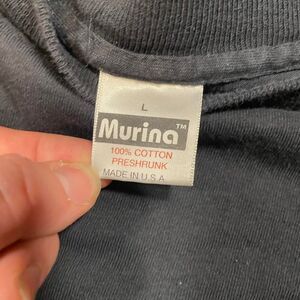 L
Murina™
100% COTTON
PRESHRUNK
MADE IN U.S.A